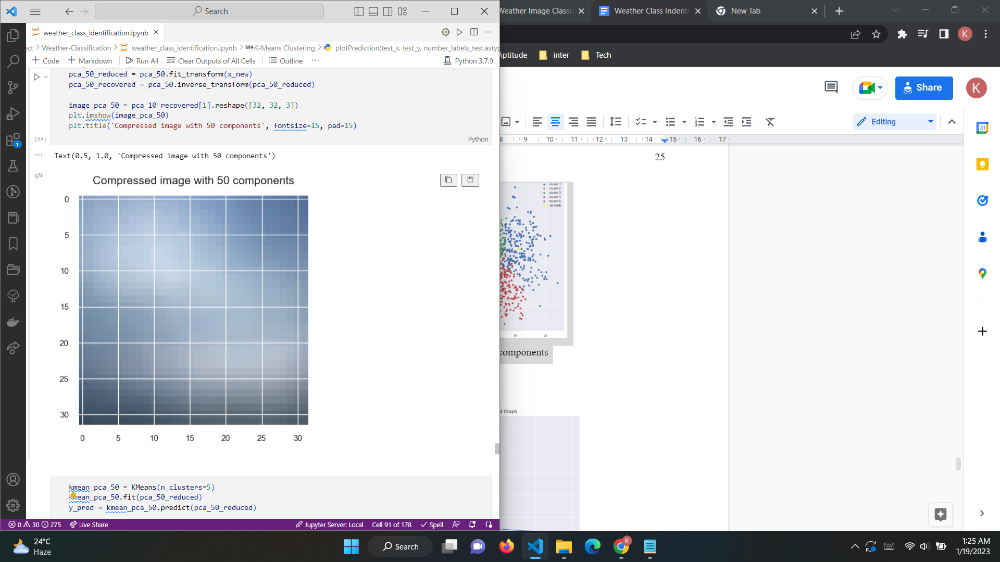 Search
weather_class_identification.ipynb
ect > Weather-Classification > weather_class_identification.ipynb > M↓K-Means Clustering > plotPrediction(test_x, test_y, number_labels_test.astyp
Code
Markdown
Run All
Clear Outputs of All Cells
Outline
Python 3.7.9
pca_50_reduced = pca_50.fit_transform(x_new)
pca_50_recovered = pca_50.inverse_transform(pca_50_reduced)
image_pca_50 = pca_10_recovered[1].reshape([32, 32, 3])
plt.imshow(image_pca_50)
plt.title('Compressed image with 50 components', fontsize=15, pad=15)
[94]
Python
Text(0.5, 1.0, 'Compressed image with 50 components')
Compressed image with 50 components
0
5
10
15
20
25
30
0 5 10 15 20 25 30
kmean_pca_50 = KMeans(n_clusters=5)
kmean_pca_50.fit(pca_50_reduced)
y_pred = kmean_pca_50.predict(pca_50_reduced)
1
0 30 275
Live Share
Jupyter Server: Local
Cell 91 of 178
Spell
Weather Image Classi
Weather Class Indenti
New Tab
K
Aptitude
inter
Tech
Share
K
Editing
8 9 10 11 12 13 14 15 16 17
31
25
cluster 1
cluster 2
cluster 3
cluster 4
cluster 5
centroids
10 20
components
d Graph
24°C
Haze
Search
K
1:25 AM
1/19/2023